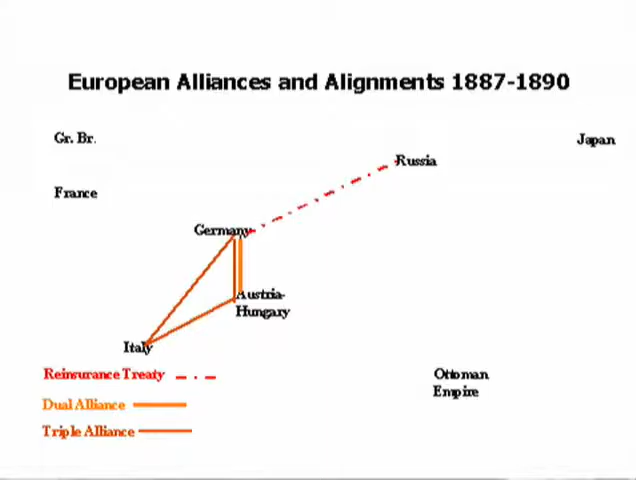 European Alliances and Alignments 1887-1890
Gr. Br.
Japan
Russia
France
Germany
Austria-
Hungary
Italy
Reinsurance Treaty
Ottoman
Empire
Dual Alliance
Triple Alliance